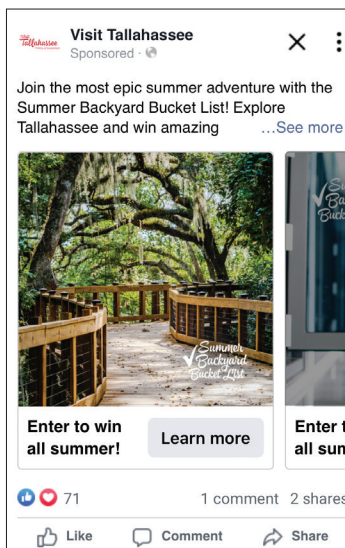 Visit
Tallahassee
Visit Tallahassee
Sponsored ·
Join the most epic summer adventure with the
Summer Backyard Bucket List! Explore
Tallahassee and win amazing ...See more
Summer
Backyard
Bucket List
Enter to win
all summer!
Learn more
Enter
all sum
71
1 comment 2 shares
Like Comment Share